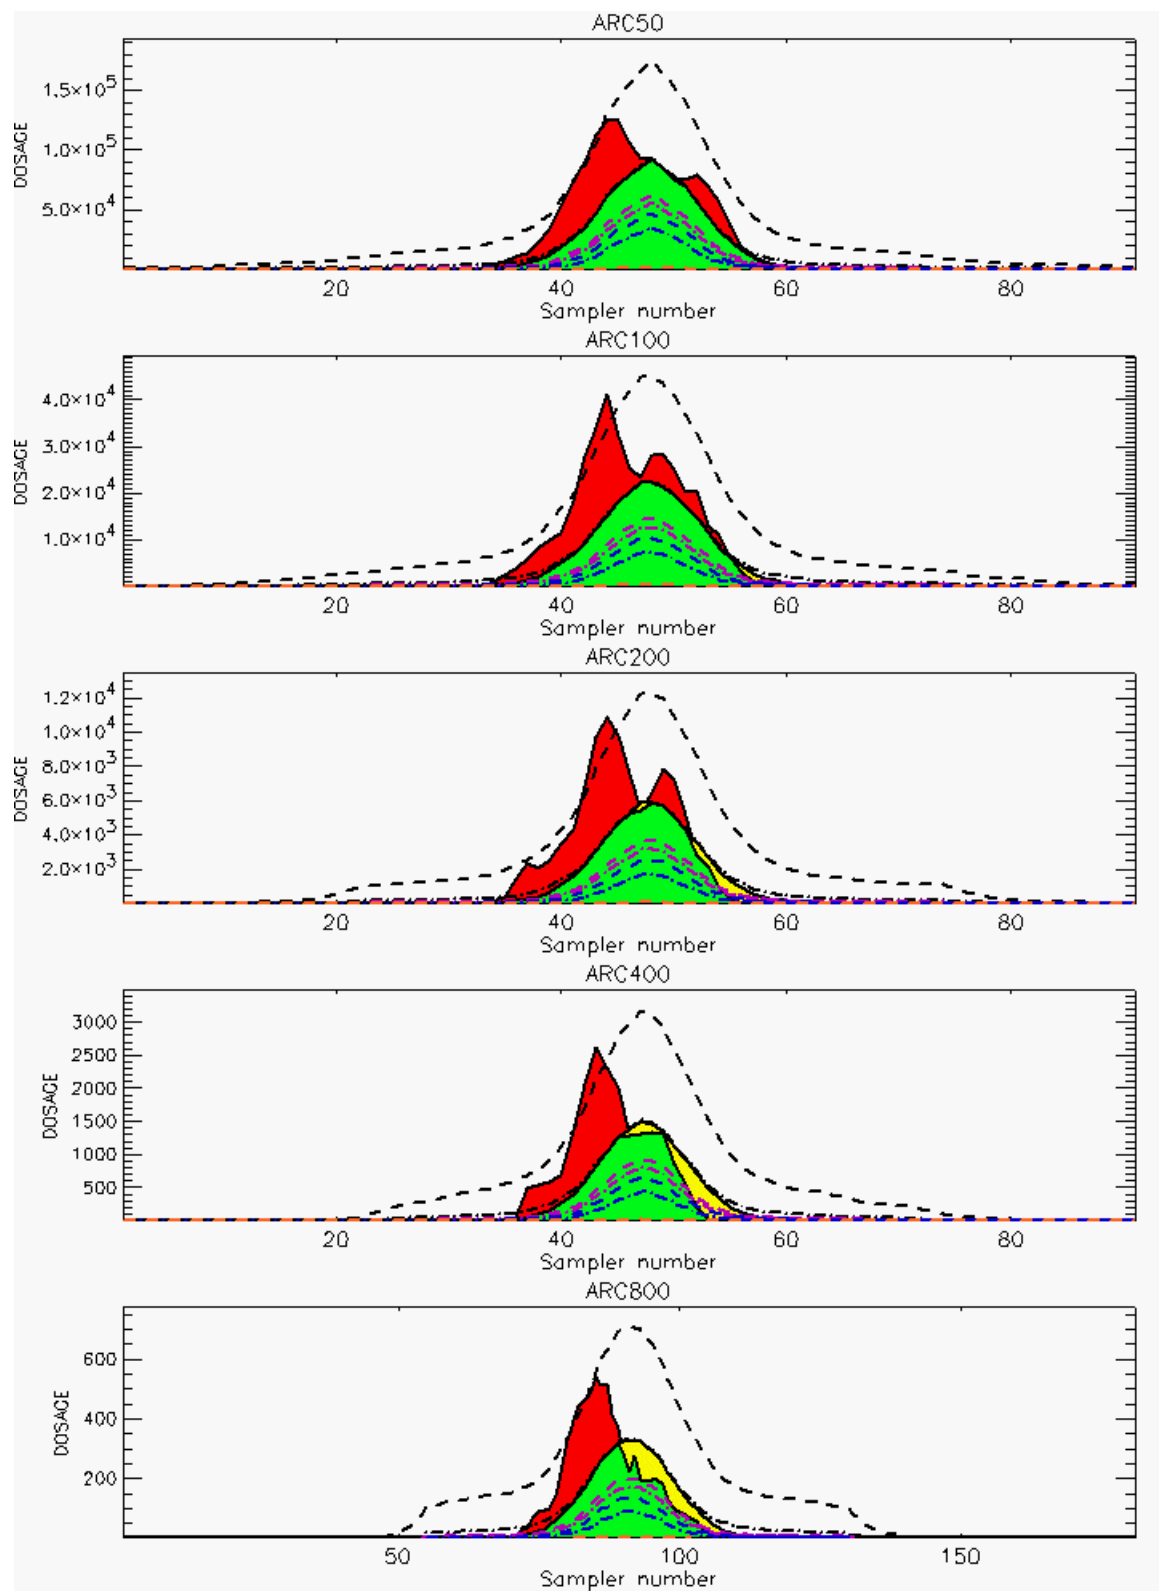 ARC50
1.5×10^5
1.0×10^5
5.0×10^4
DOSAGE
20 40 60 80
Sampler number
ARC100
4.0×10^4
3.0×10^4
2.0×10^4
1.0×10^4
DOSAGE
20 40 60 80
Sampler number
ARC200
1.2×10^4
1.0×10^4
8.0×10^3
6.0×10^3
4.0×10^3
2.0×10^3
DOSAGE
20 40 60 80
Sampler number
ARC400
3000
2500
2000
1500
1000
500
DOSAGE
20 40 60 80
Sampler number
ARC800
600
400
200
DOSAGE
50 100 150
Sampler number